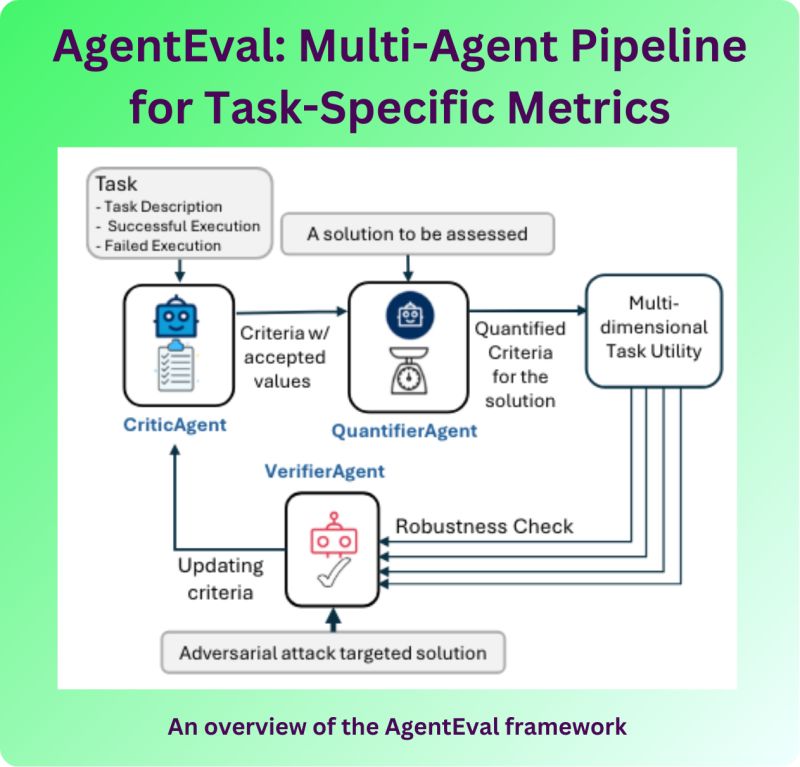 AgentEval: Multi-Agent Pipeline
for Task-Specific Metrics
Task
- Task Description
- Successful Execution
- Failed Execution
A solution to be assessed
Criteria w/
accepted
values
Quantified
Criteria
for the
solution
Multi-
dimensional
Task Utility
CriticAgent
QuantifierAgent
VerifierAgent
Robustness Check
Updating
criteria
Adversarial attack targeted solution
An overview of the AgentEval framework